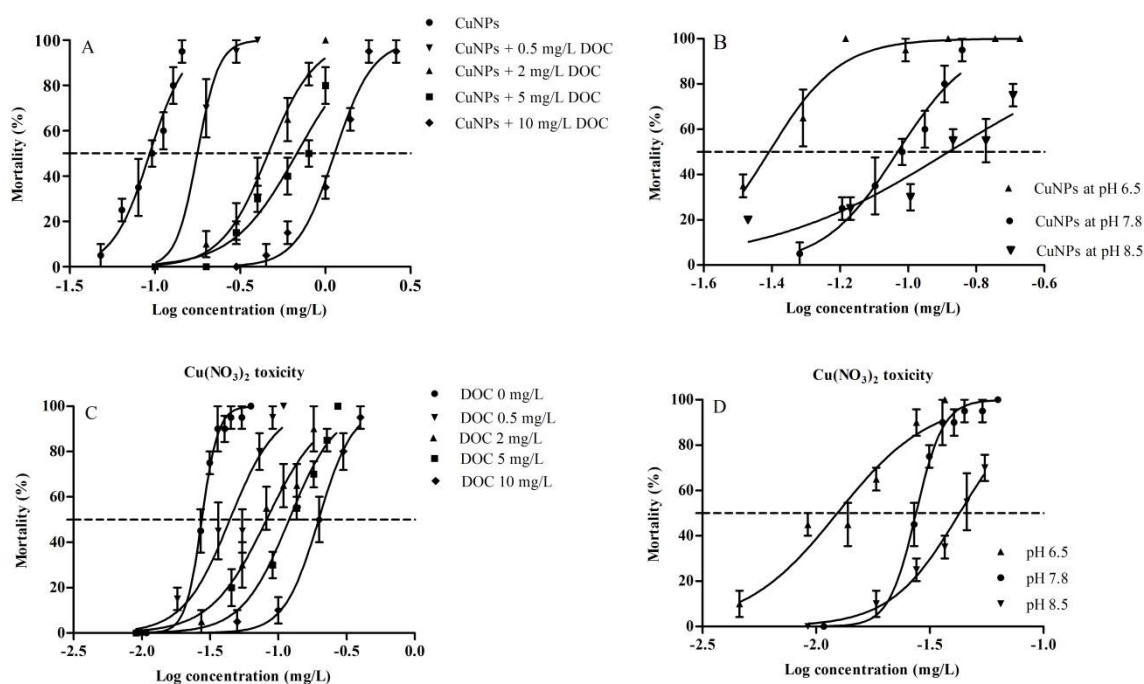 A
CuNPs
CuNPs + 0.5 mg/L DOC
CuNPs + 2 mg/L DOC
CuNPs + 5 mg/L DOC
CuNPs + 10 mg/L DOC
Mortality (%)
100
80
60
40
20
0
-1.5 -1.0 -0.5 0.0 0.5
Log concentration (mg/L)
B
CuNPs at pH 6.5
CuNPs at pH 7.8
CuNPs at pH 8.5
Mortality (%)
100
80
60
40
20
0
-1.6 -1.4 -1.2 -1.0 -0.8 -0.6
Log concentration (mg/L)
Cu(NO3)2 toxicity
C
DOC 0 mg/L
DOC 0.5 mg/L
DOC 2 mg/L
DOC 5 mg/L
DOC 10 mg/L
Mortality (%)
100
80
60
40
20
0
-2.5 -2.0 -1.5 -1.0 -0.5 0.0
Log concentration (mg/L)
Cu(NO3)2 toxicity
D
pH 6.5
pH 7.8
pH 8.5
Mortality (%)
100
80
60
40
20
0
-2.5 -2.0 -1.5 -1.0
Log concentration (mg/L)